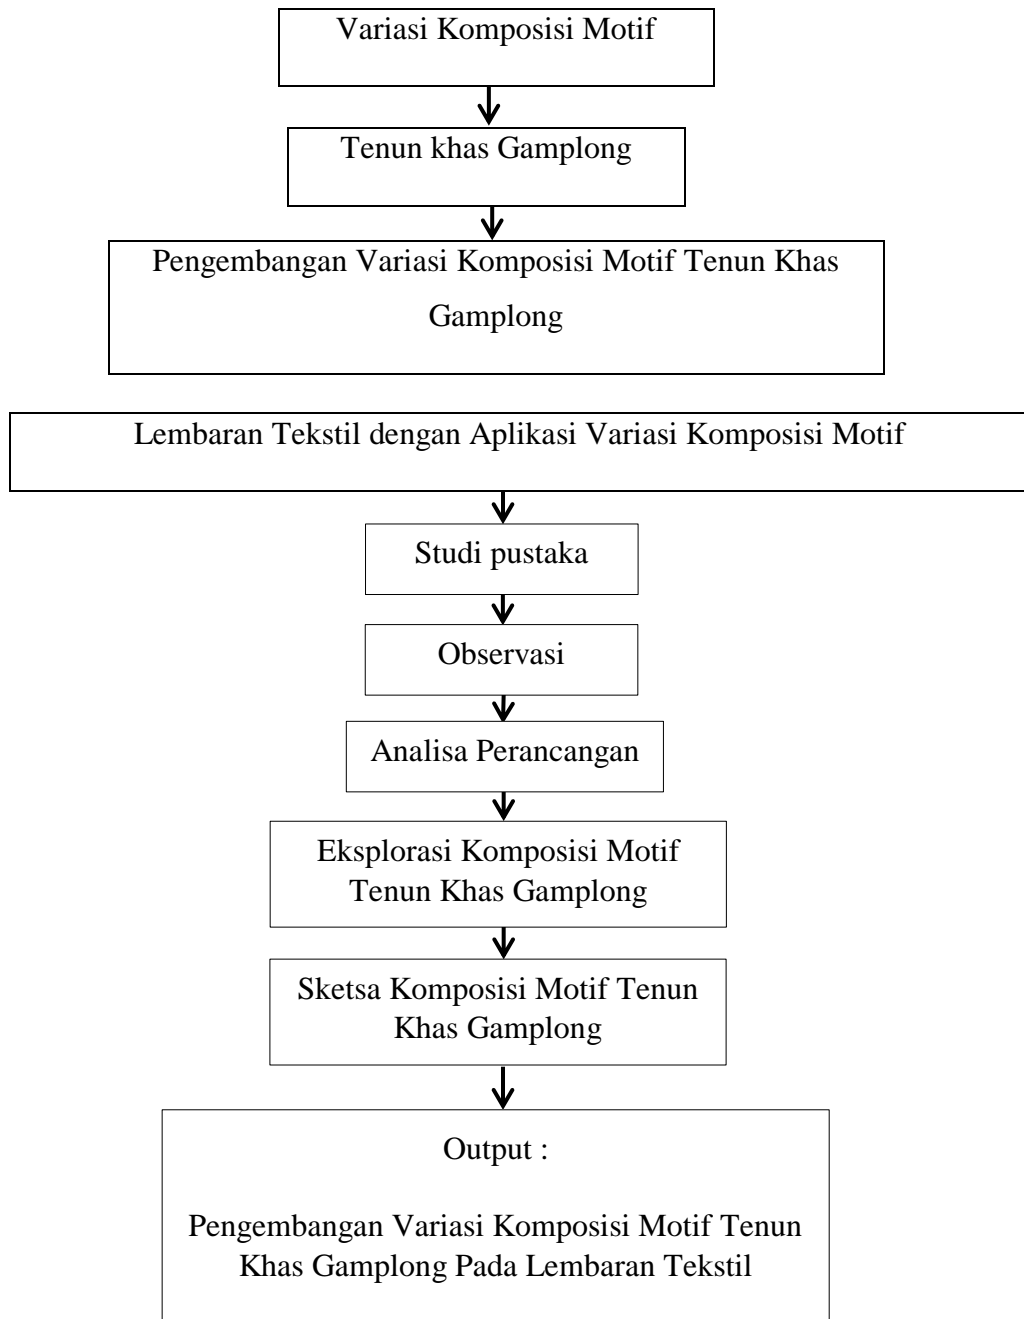 Variasi Komposisi Motif
Tenun khas Gamplong
Pengembangan Variasi Komposisi Motif Tenun Khas
Gamplong
Lembaran Tekstil dengan Aplikasi Variasi Komposisi Motif
Studi pustaka
Observasi
Analisa Perancangan
Eksplorasi Komposisi Motif
Tenun Khas Gamplong
Sketsa Komposisi Motif Tenun
Khas Gamplong
Output :
Pengembangan Variasi Komposisi Motif Tenun
Khas Gamplong Pada Lembaran Tekstil